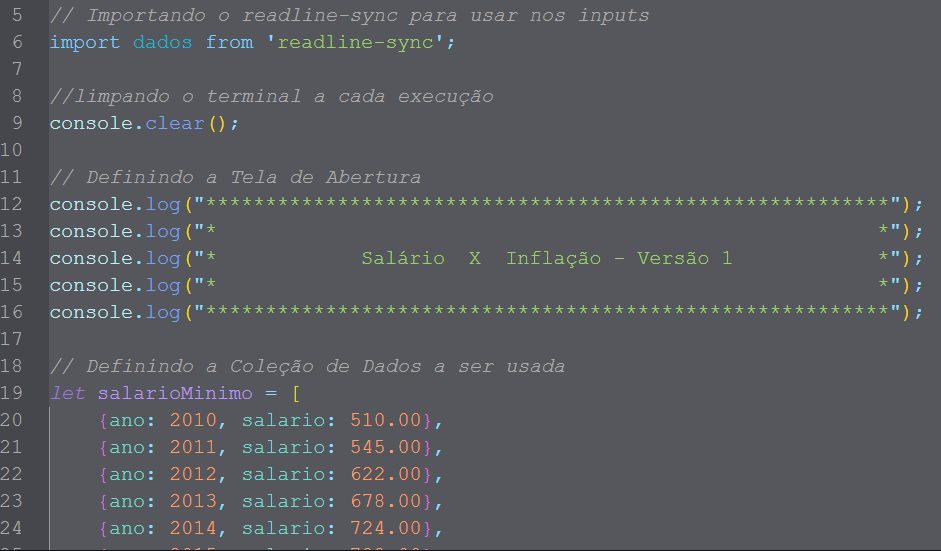 5 // Importando o readline-sync para usar nos inputs
6 import dados from 'readline-sync';
7
8 //limpando o terminal a cada execução
9 console.clear();
10
11 // Definindo a Tela de Abertura
12 console.log("*********************************************************");
13 console.log("*                                                       *");
14 console.log("*            Salário  X  Inflação - Versão 1            *");
15 console.log("*                                                       *");
16 console.log("*********************************************************");
17
18 // Definindo a Coleção de Dados a ser usada
19 let salarioMinimo = [
20     {ano: 2010, salario: 510.00},
21     {ano: 2011, salario: 545.00},
22     {ano: 2012, salario: 622.00},
23     {ano: 2013, salario: 678.00},
24     {ano: 2014, salario: 724.00},